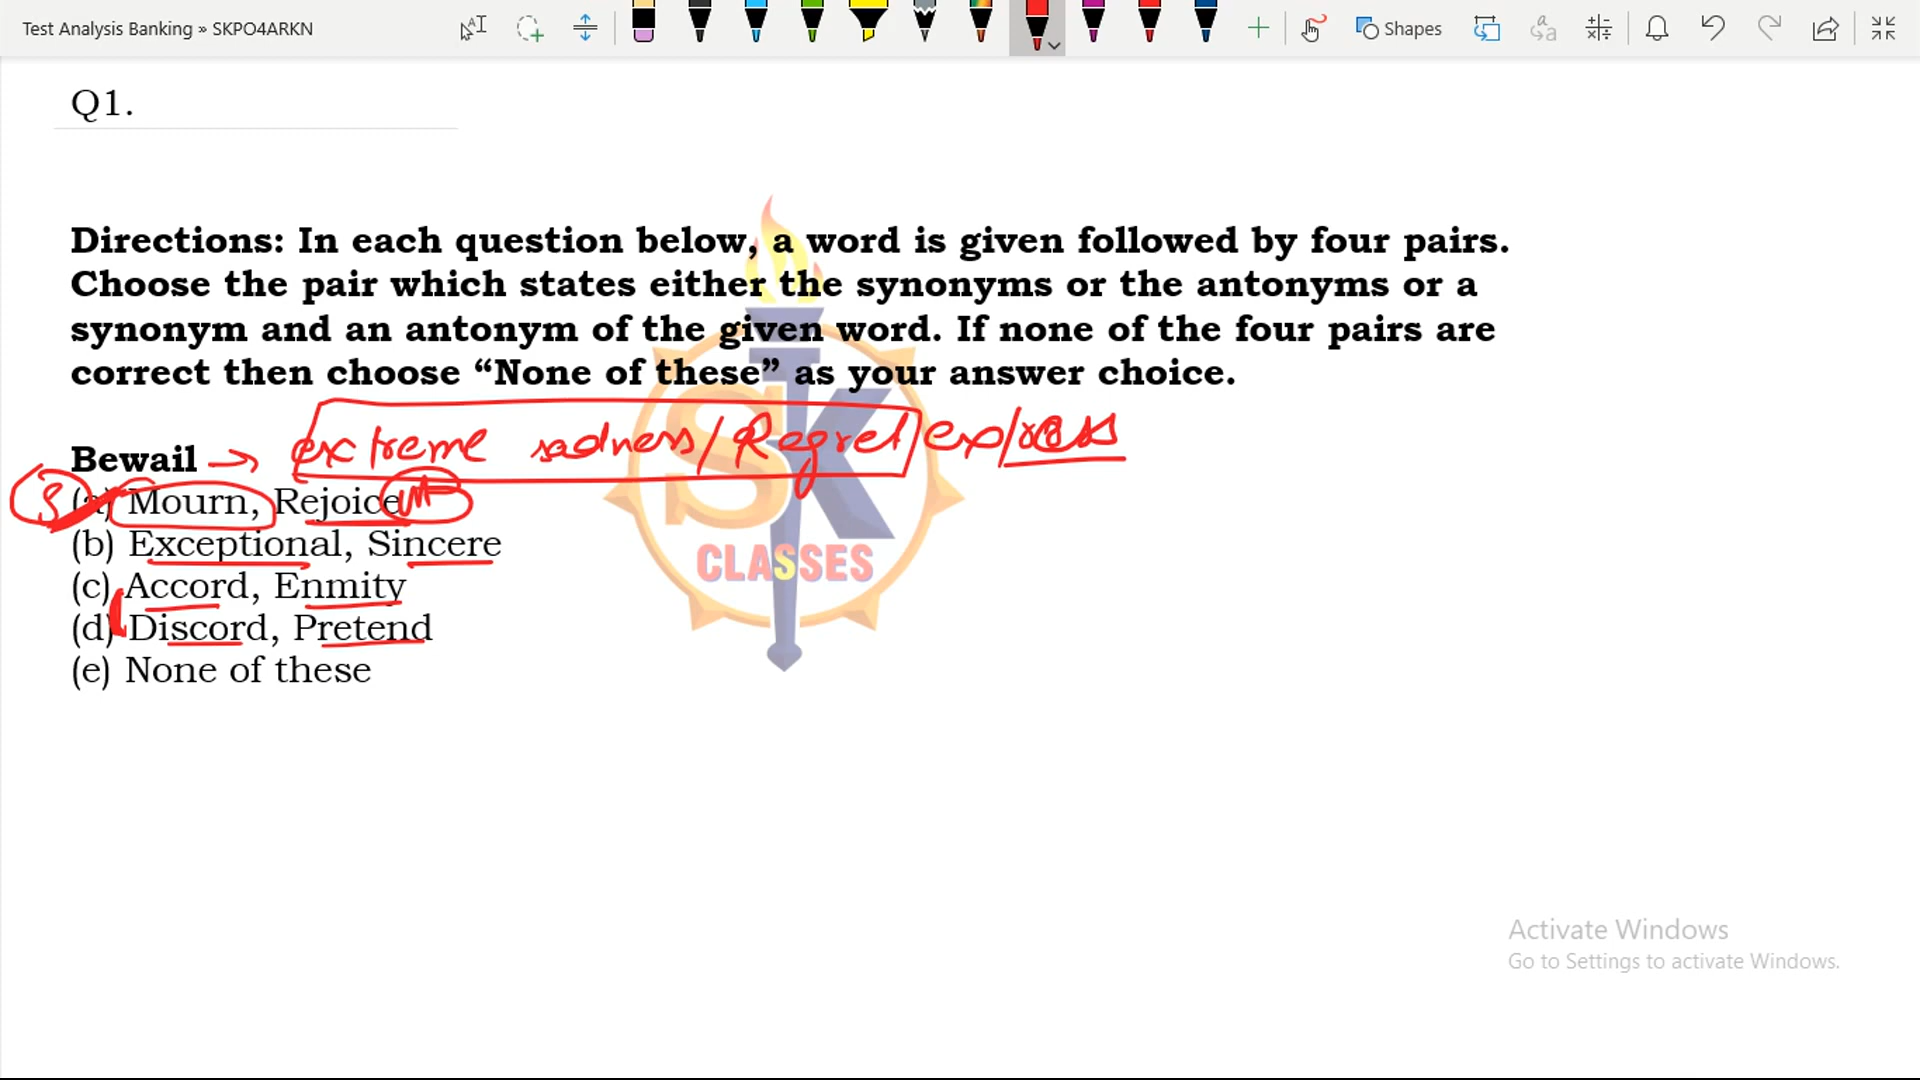 Test Analysis Banking » SKPO4ARKN
Shapes
Q1.
Directions: In each question below, a word is given followed by four pairs.
Choose the pair which states either the synonyms or the antonyms or a
synonym and an antonym of the given word. If none of the four pairs are
correct then choose “None of these” as your answer choice.
Bewail → extreme sadness/Regret express
S (a) Mourn, Rejoice
(b) Exceptional, Sincere
(c) Accord, Enmity
(d) Discord, Pretend
(e) None of these
SK
CLASSES
Activate Windows
Go to Settings to activate Windows.